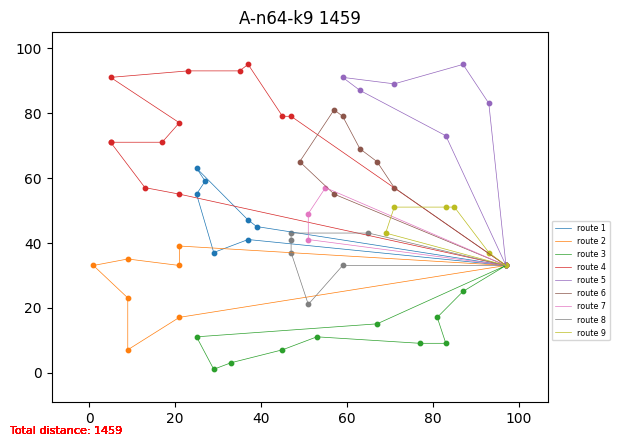 A-n64-k9 1459
100
80
60
40
20
0
0
20
40
60
80
100
route 1
route 2
route 3
route 4
route 5
route 6
route 7
route 8
route 9
Total distance: 1459